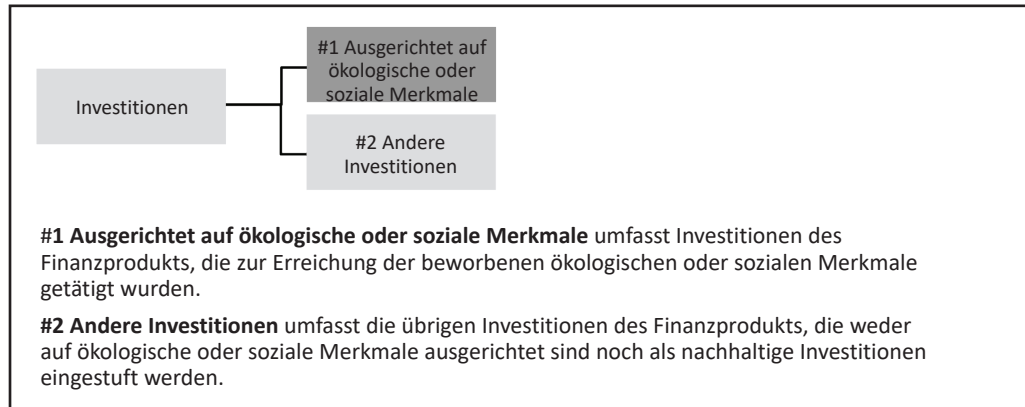 #1 Ausgerichtet auf
ökologische oder
soziale Merkmale
Investitionen
#2 Andere
Investitionen
#1 Ausgerichtet auf ökologische oder soziale Merkmale umfasst Investitionen des
Finanzprodukts, die zur Erreichung der beworbenen ökologischen oder sozialen Merkmale
getätigt wurden.
#2 Andere Investitionen umfasst die übrigen Investitionen des Finanzprodukts, die weder
auf ökologische oder soziale Merkmale ausgerichtet sind noch als nachhaltige Investitionen
eingestuft werden.